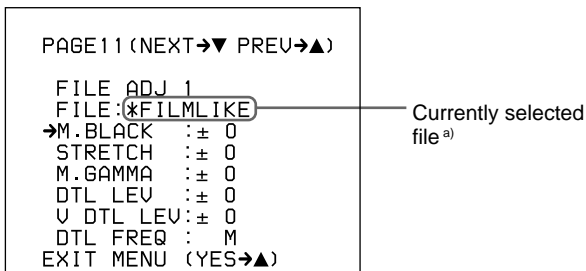 PAGE11(NEXT→▼ PREV→▲)
FILE ADJ 1
FILE:*FILMLIKE
→M.BLACK :± 0
STRETCH :± 0
M.GAMMA :± 0
DTL LEV :± 0
V DTL LEV:± 0
DTL FREQ : M
EXIT MENU (YES→▲)
Currently selected
file a)